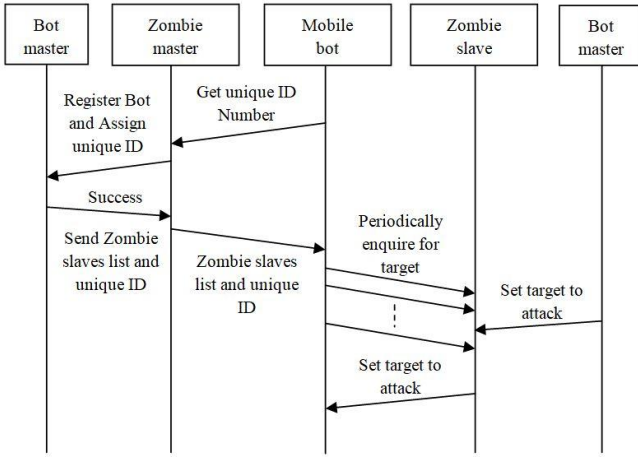 Bot
master
Zombie
master
Mobile
bot
Zombie
slave
Bot
master
Get unique ID
Number
Register Bot
and Assign
unique ID
Success
Send Zombie
slaves list and
unique ID
Zombie slaves
list and unique
ID
Periodically
enquire for
target
Set target to
attack
Set target to
attack